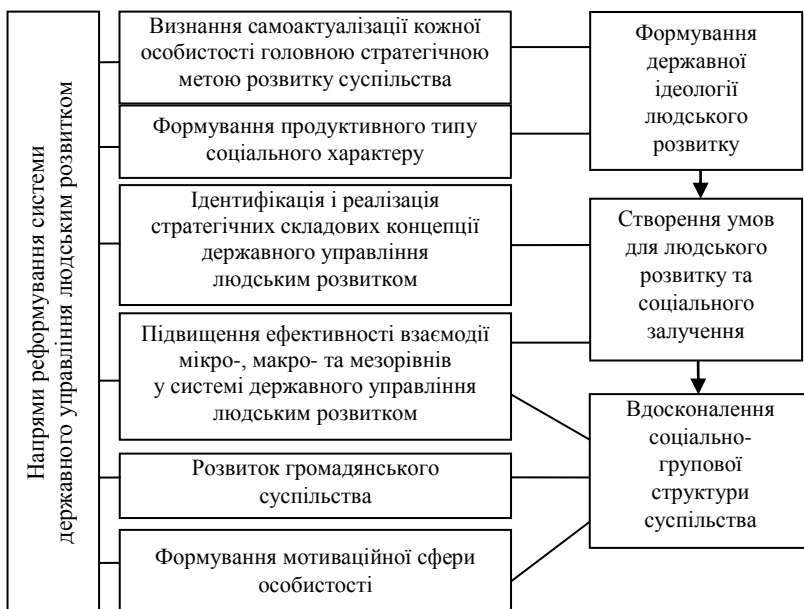 Напрями реформування системи
державного управління людським розвитком
Визнання самоактуалізації кожної
особистості головною стратегічною
метою розвитку суспільства
Формування продуктивного типу
соціального характеру
Ідентифікація і реалізація
стратегічних складових концепції
державного управління
людським розвитком
Підвищення ефективності взаємодії
мікро-, макро- та мезорівнів
у системі державного управління
людським розвитком
Розвиток громадянського
суспільства
Формування мотиваційної сфери
особистості
Формування
державної
ідеології
людського
розвитку
Створення умов
для людського
розвитку та
соціального
залучення
Вдосконалення
соціально-
групової
структури
суспільства